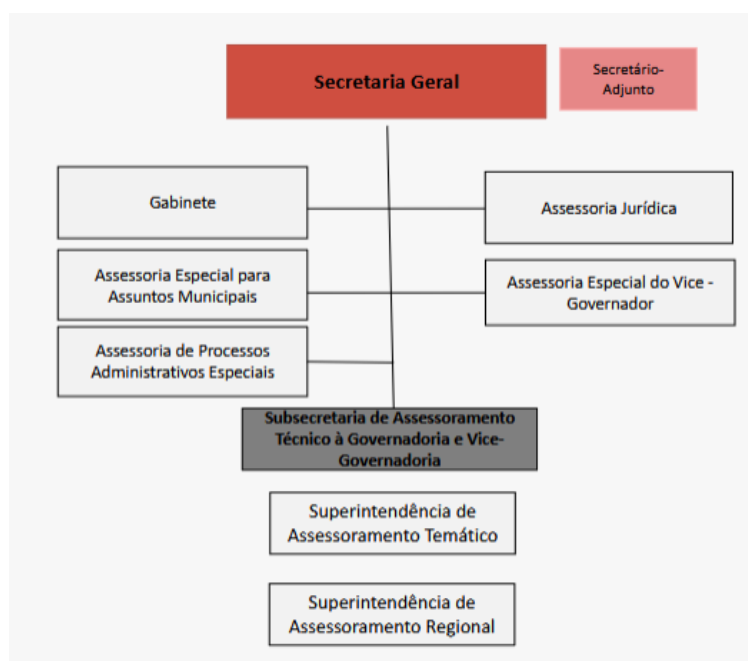 Secretaria Geral
Secretário-
Adjunto
Gabinete
Assessoria Jurídica
Assessoria Especial para
Assuntos Municipais
Assessoria Especial do Vice -
Governador
Assessoria de Processos
Administrativos Especiais
Subsecretaria de Assessoramento
Técnico à Governadoria e Vice-
Governadoria
Superintendência de
Assessoramento Temático
Superintendência de
Assessoramento Regional